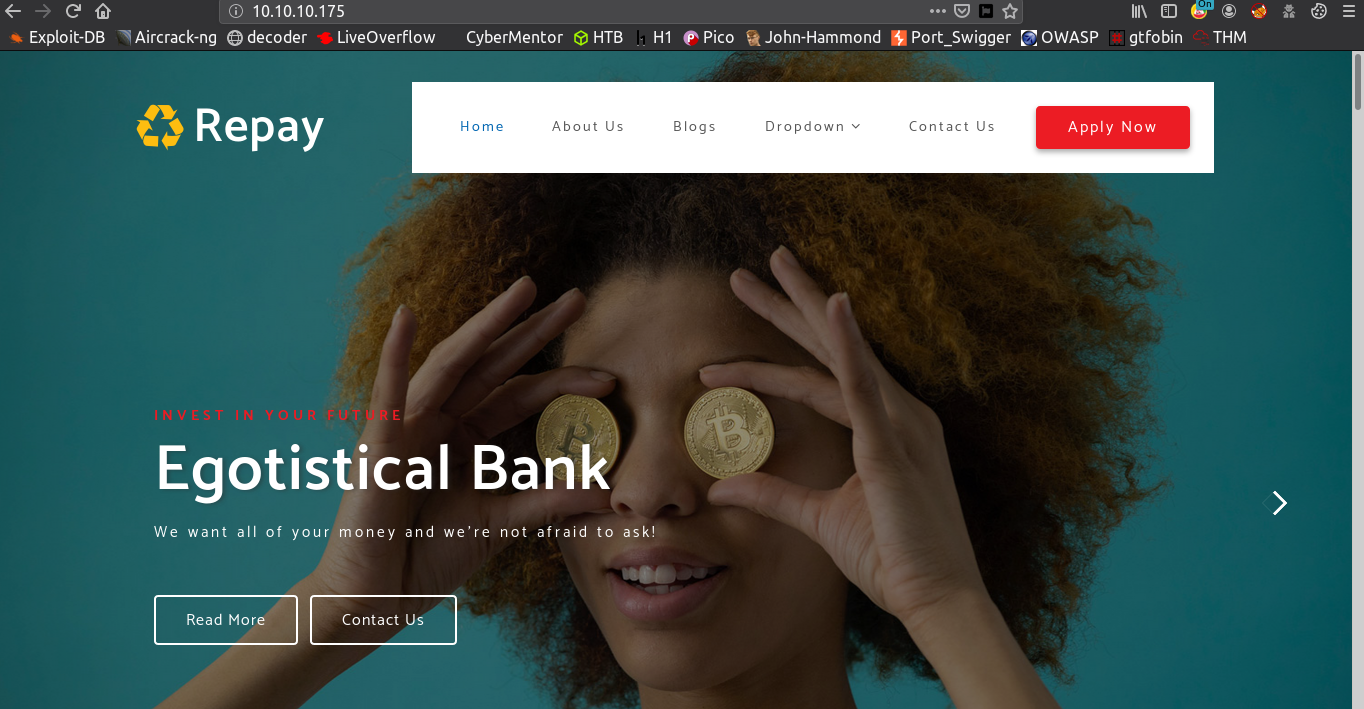 10.10.10.175
On
Exploit-DB Aircrack-ng decoder LiveOverflow CyberMentor HTB H1 Pico John-Hammond Port_Swigger OWASP gtfobin THM
Repay
Home About Us Blogs Dropdown Contact Us Apply Now
INVEST IN YOUR FUTURE
Egotistical Bank
We want all of your money and we're not afraid to ask!
Read More Contact Us